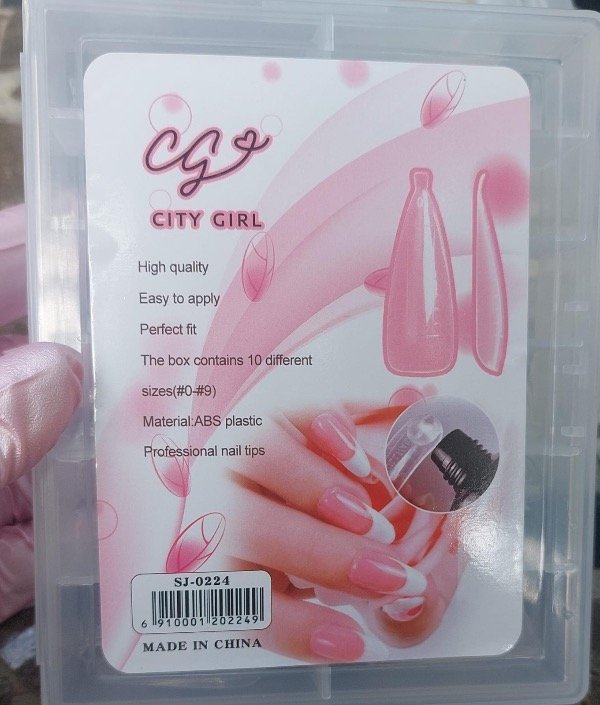 CG
CITY GIRL
High quality
Easy to apply
Perfect fit
The box contains 10 different
sizes(#0-#9)
Material:ABS plastic
Professional nail tips
SJ-0224
6 910001 202249
MADE IN CHINA